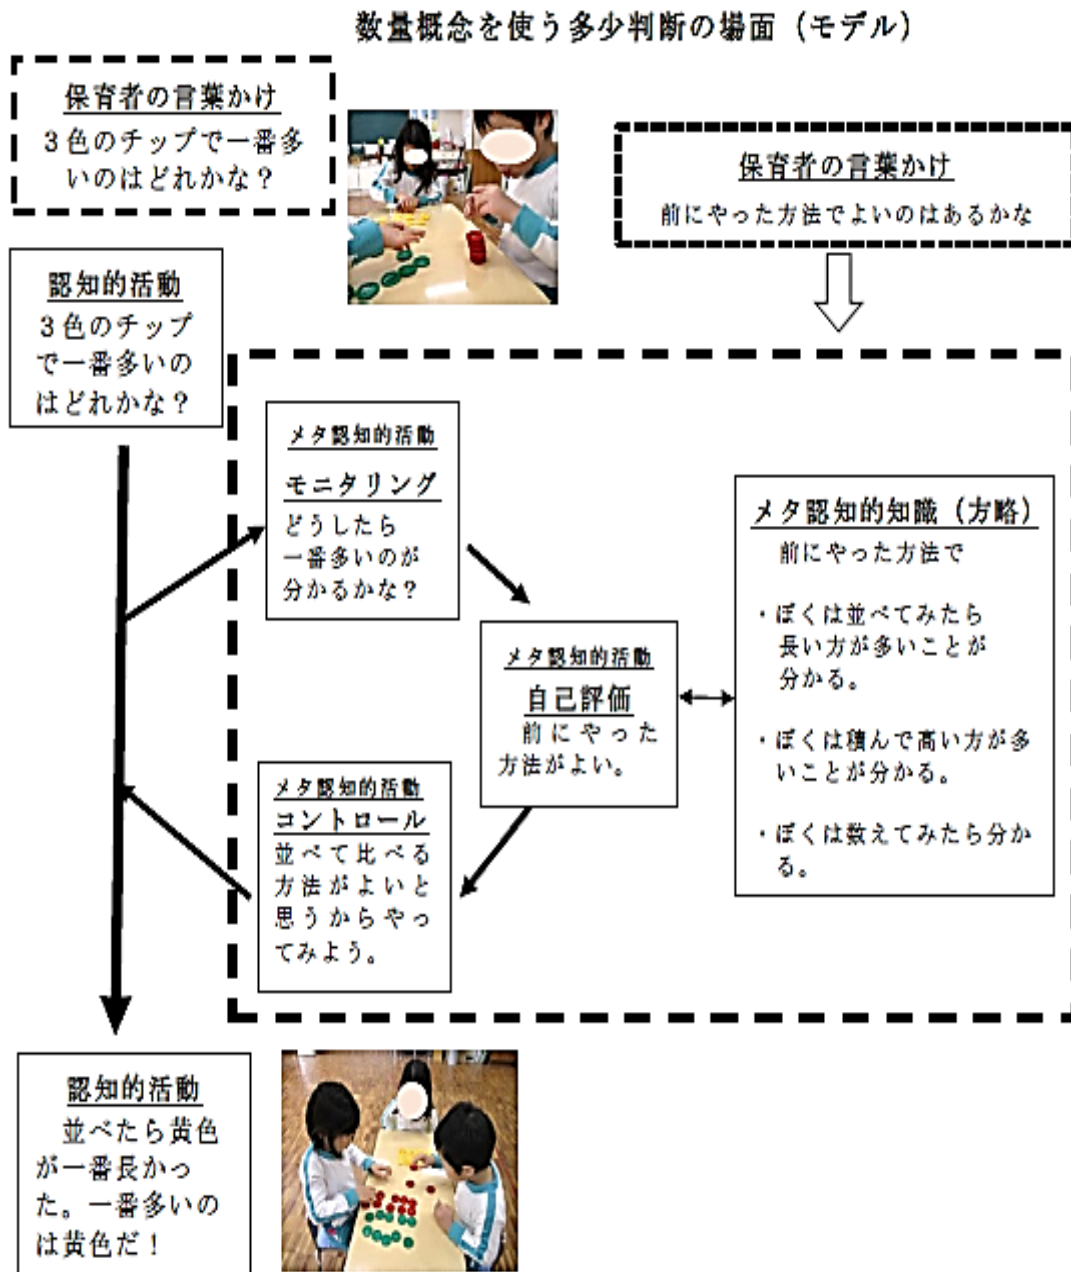 数量概念を使う多少判断の場面（モデル）
保育者の言葉かけ
３色のチップで一番多
いのはどれかな？
保育者の言葉かけ
前にやった方法でよいのはあるかな
認知的活動
３色のチップ
で一番多いの
はどれかな？
メタ認知的活動
モニタリング
どうしたら
一番多いのが
分かるかな？
メタ認知的活動
自己評価
前にやった
方法がよい。
メタ認知的知識（方略）
前にやった方法で
・ぼくは並べてみたら
長い方が多いことが
分かる。
・ぼくは積んで高い方が多
いことが分かる。
・ぼくは数えてみたら分か
る。
メタ認知的活動
コントロール
並べて比べる
方法がよいと
思うからやっ
てみよう。
認知的活動
並べたら黄色
が一番長かっ
た。一番多いの
は黄色だ！